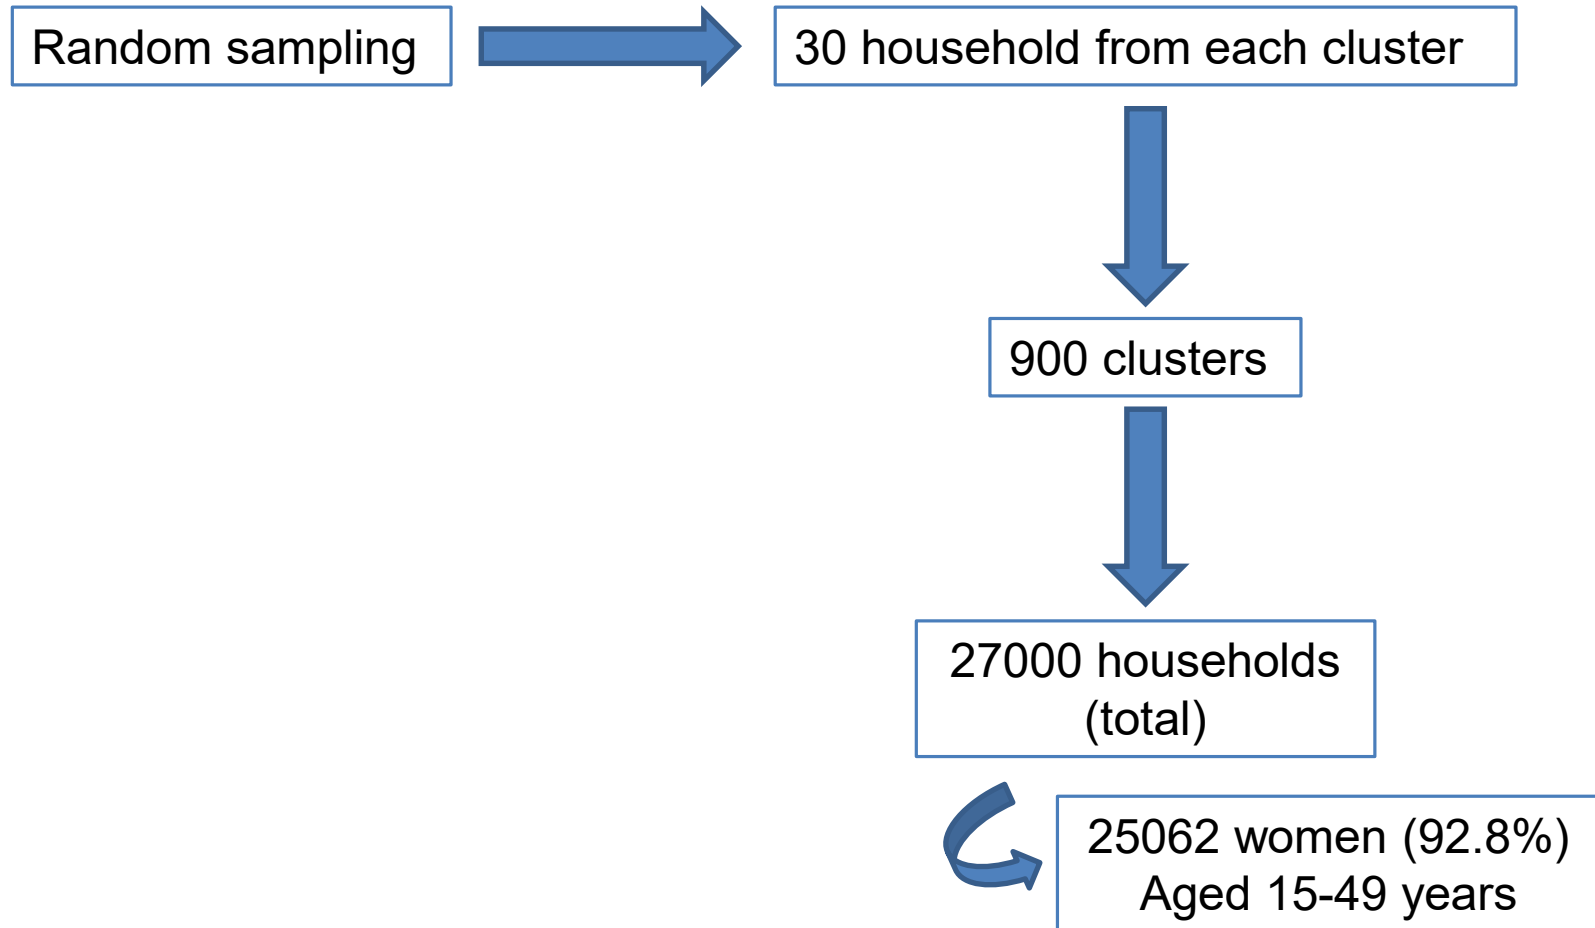 Random sampling
30 household from each cluster
900 clusters
27000 households
(total)
25062 women (92.8%)
Aged 15-49 years